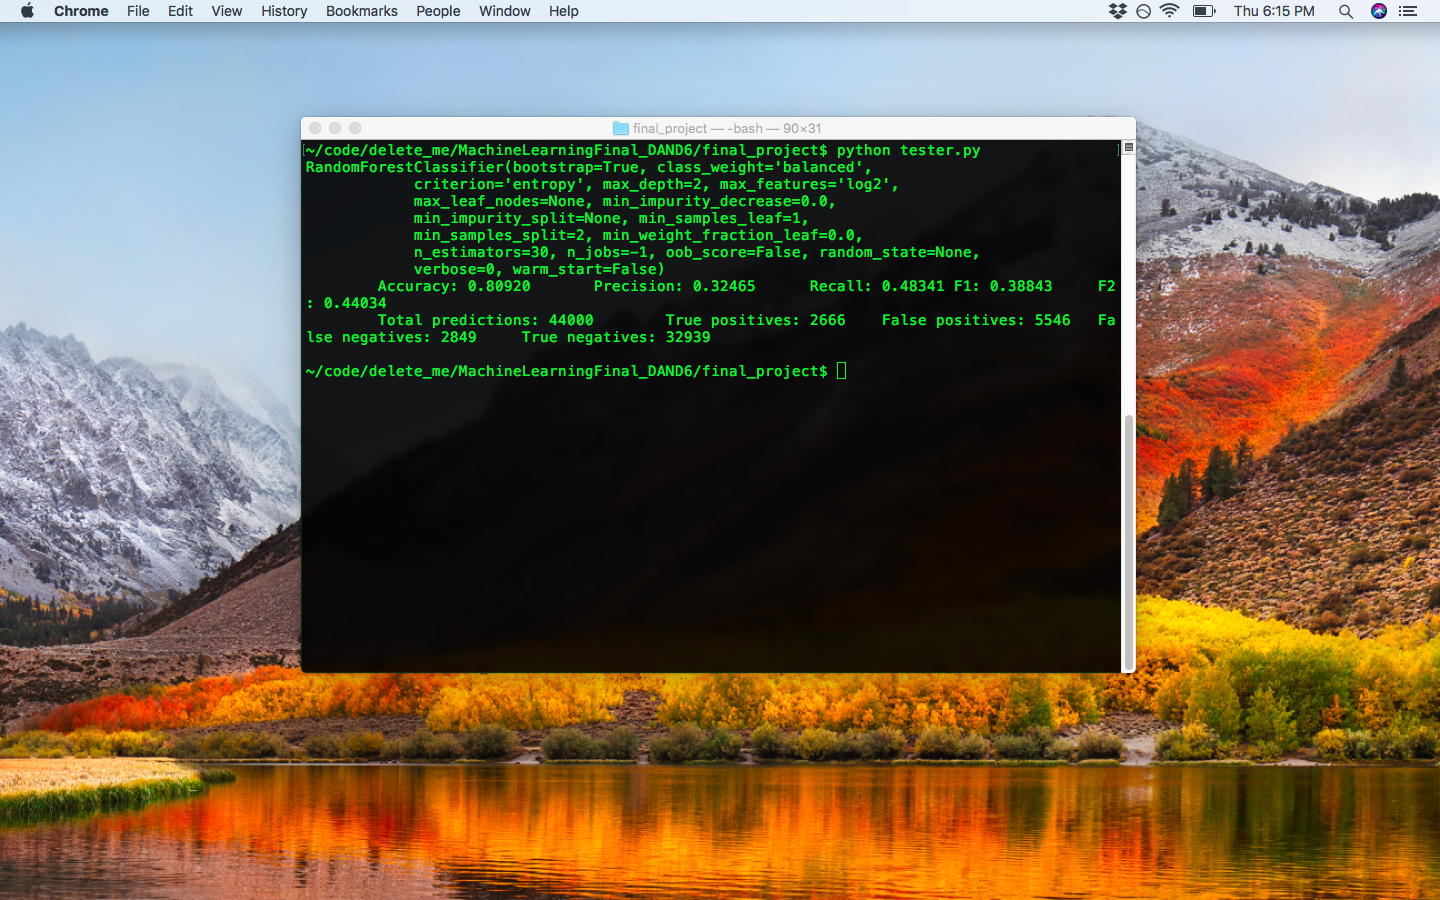 Chrome File Edit View History Bookmarks People Window Help Thu 6:15 PM
final_project — -bash — 90×31
[~/code/delete_me/MachineLearningFinal_DAND6/final_project$ python tester.py ]
RandomForestClassifier(bootstrap=True, class_weight='balanced',
criterion='entropy', max_depth=2, max_features='log2',
max_leaf_nodes=None, min_impurity_decrease=0.0,
min_impurity_split=None, min_samples_leaf=1,
min_samples_split=2, min_weight_fraction_leaf=0.0,
n_estimators=30, n_jobs=-1, oob_score=False, random_state=None,
verbose=0, warm_start=False)
Accuracy: 0.80920 Precision: 0.32465 Recall: 0.48341 F1: 0.38843 F2
: 0.44034
Total predictions: 44000 True positives: 2666 False positives: 5546 Fa
lse negatives: 2849 True negatives: 32939
~/code/delete_me/MachineLearningFinal_DAND6/final_project$